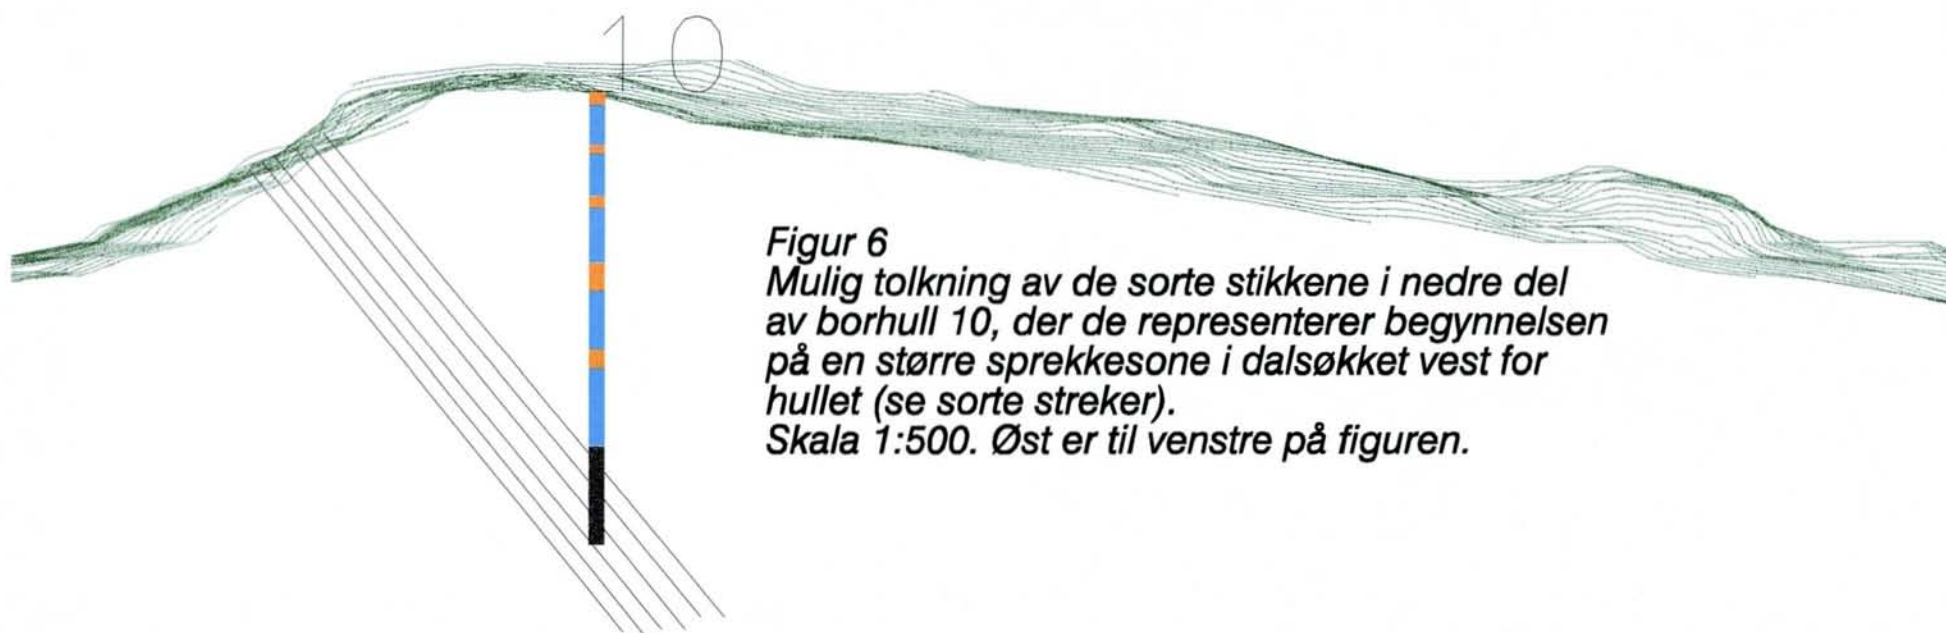 10
Figur 6
Mulig tolkning av de sorte stikkene i nedre del
av borhull 10, der de representerer begynnelsen
på en større sprekkesone i dalsøkket vest for
hullet (se sorte streker).
Skala 1:500. Øst er til venstre på figuren.